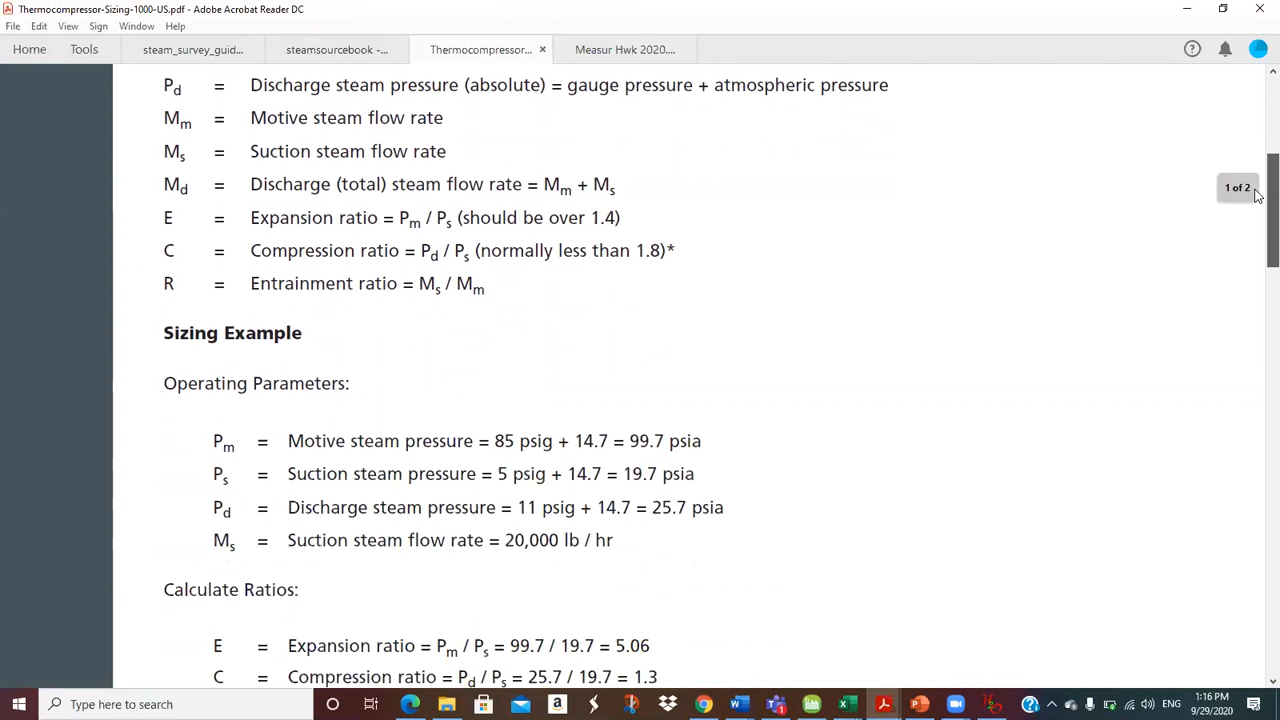 Thermocompressor-Sizing-1000-US.pdf - Adobe Acrobat Reader DC
File Edit View Sign Window Help
Home Tools steam_survey_guid... steamsourcebook -... Thermocompressor... × Measur Hwk 2020....
Pd = Discharge steam pressure (absolute) = gauge pressure + atmospheric pressure
Mm = Motive steam flow rate
Ms = Suction steam flow rate
Md = Discharge (total) steam flow rate = Mm + Ms
1 of 2
E = Expansion ratio = Pm / Ps (should be over 1.4)
C = Compression ratio = Pd / Ps (normally less than 1.8)*
R = Entrainment ratio = Ms / Mm
Sizing Example
Operating Parameters:
Pm = Motive steam pressure = 85 psig + 14.7 = 99.7 psia
Ps = Suction steam pressure = 5 psig + 14.7 = 19.7 psia
Pd = Discharge steam pressure = 11 psig + 14.7 = 25.7 psia
Ms = Suction steam flow rate = 20,000 lb / hr
Calculate Ratios:
E = Expansion ratio = Pm / Ps = 99.7 / 19.7 = 5.06
C = Compression ratio = Pd / Ps = 25.7 / 19.7 = 1.3
Type here to search
1:16 PM
9/29/2020